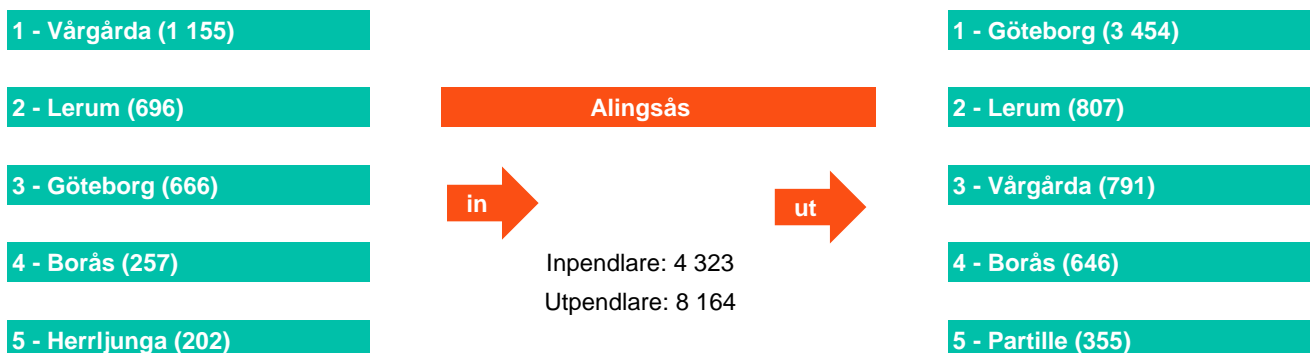 1 - Vårgårda (1 155)
2 - Lerum (696)
3 - Göteborg (666)
4 - Borås (257)
5 - Herrljunga (202)
Alingsås
in
ut
Inpendlare: 4 323
Utpendlare: 8 164
1 - Göteborg (3 454)
2 - Lerum (807)
3 - Vårgårda (791)
4 - Borås (646)
5 - Partille (355)